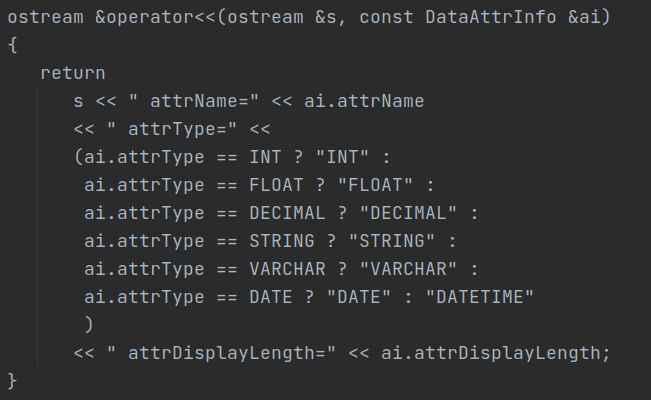 ostream &operator<<(ostream &s, const DataAttrInfo &ai)
{
   return
      s << " attrName=" << ai.attrName
      << " attrType=" <<
      (ai.attrType == INT ? "INT" :
       ai.attrType == FLOAT ? "FLOAT" :
       ai.attrType == DECIMAL ? "DECIMAL" :
       ai.attrType == STRING ? "STRING" :
       ai.attrType == VARCHAR ? "VARCHAR" :
       ai.attrType == DATE ? "DATE" : "DATETIME"
       )
      << " attrDisplayLength=" << ai.attrDisplayLength;
}